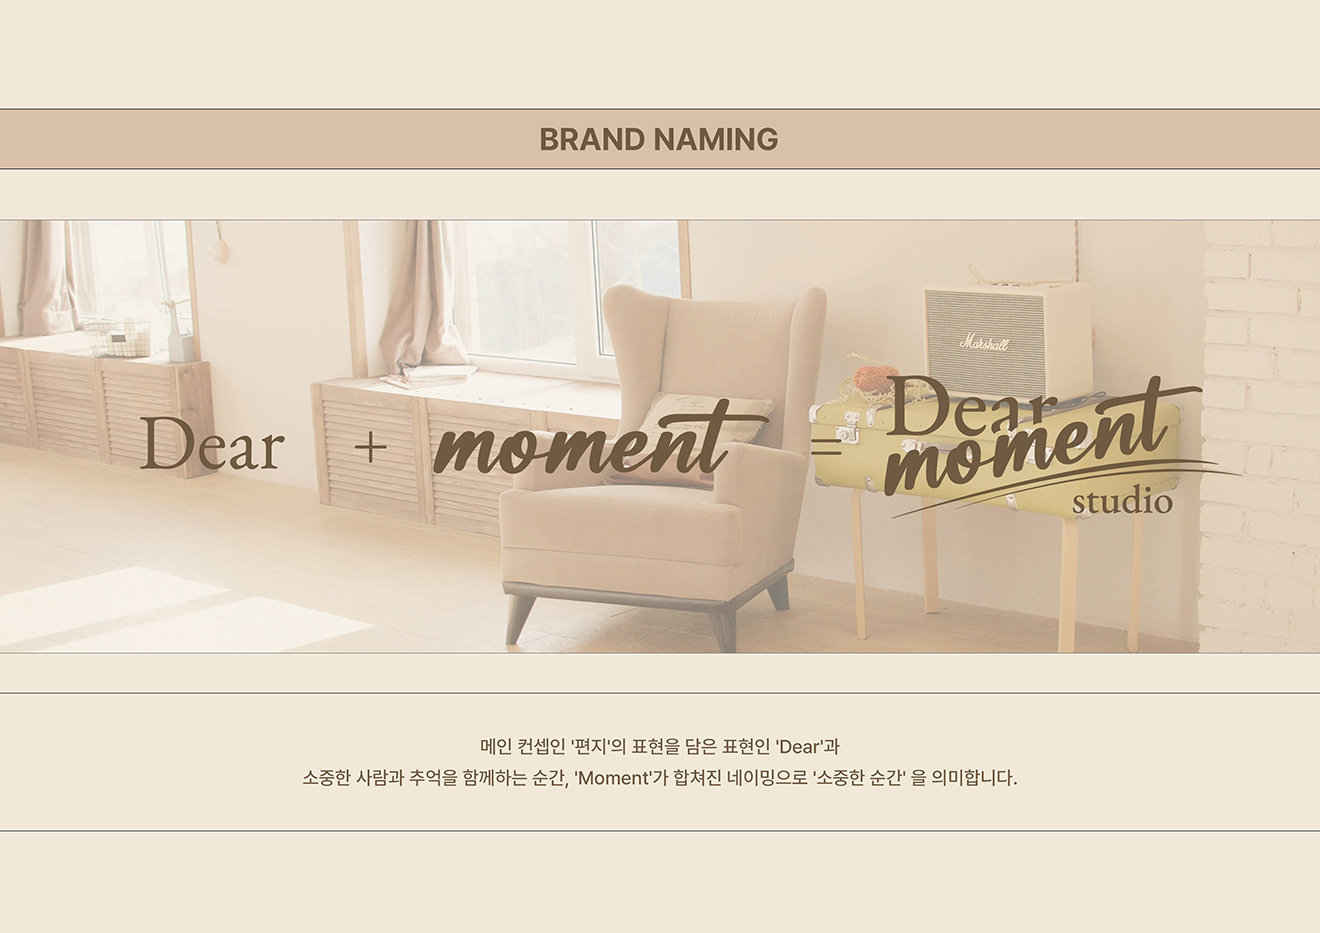 BRAND NAMING
Marshall
Dear + moment = Dear
moment
studio
메인 컨셉인 '편지'의 표현을 담은 표현인 'Dear'과
소중한 사람과 추억을 함께하는 순간, 'Moment'가 합쳐진 네이밍으로 '소중한 순간' 을 의미합니다.